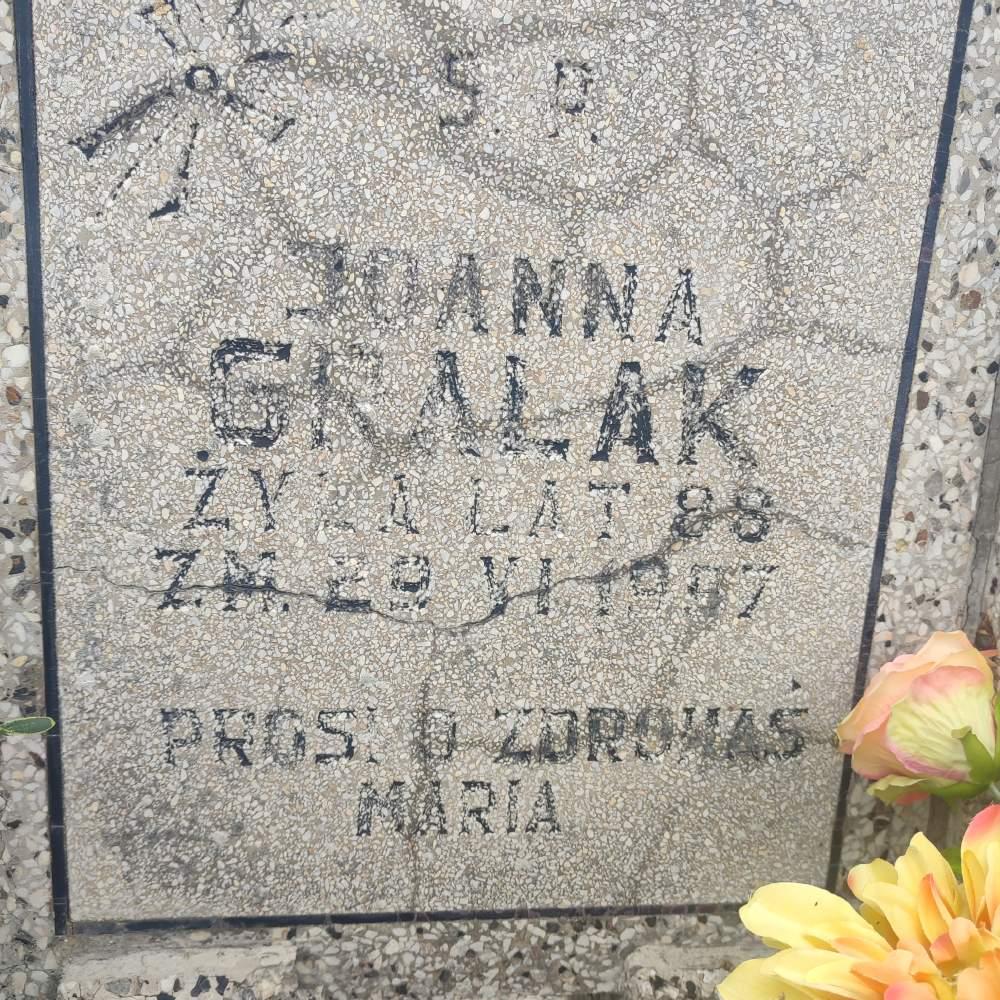 Ś. P.
JOANNA
GRALAK
ŻYŁA LAT 88
ZM. 29 VI 1997
PROSI O ZDROWAŚ
MARIA